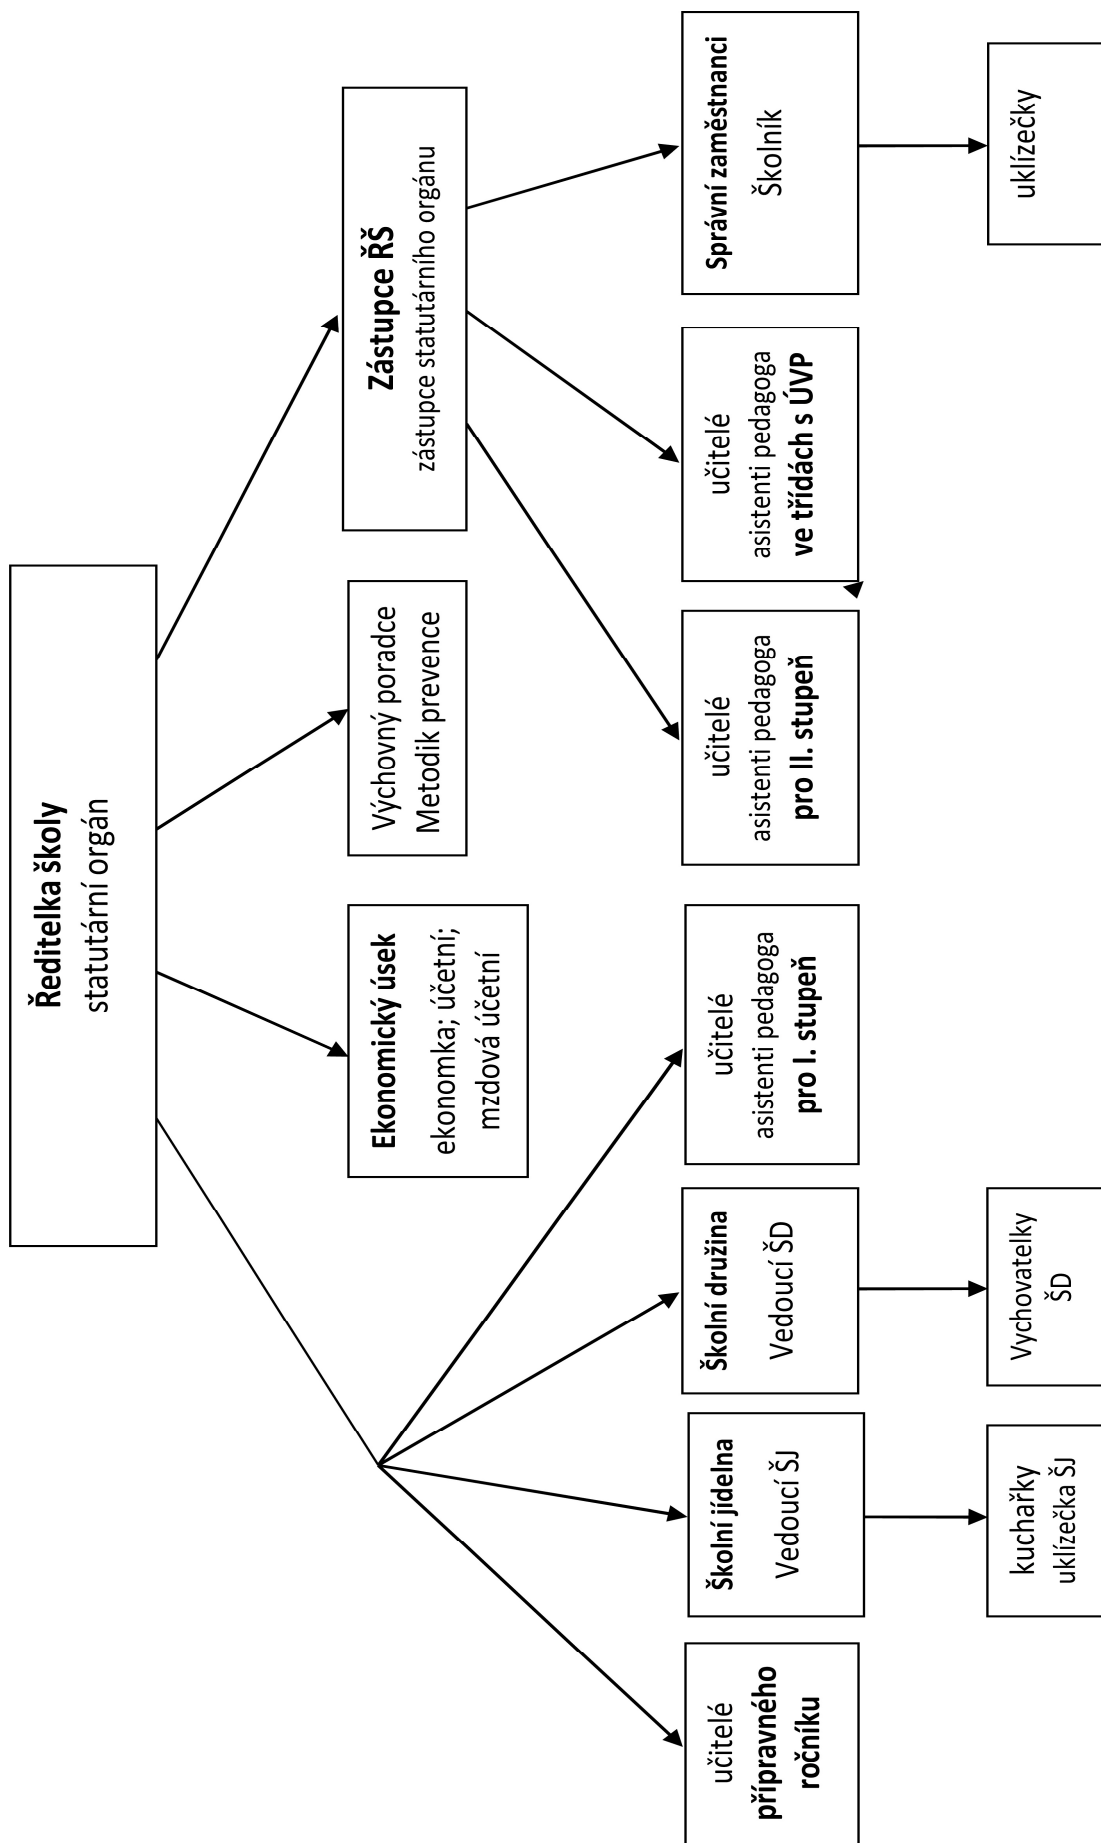 Ředitelka školy
statutární orgán
Ekonomický úsek
ekonomka; účetní;
mzdová účetní
Výchovný poradce
Metodik prevence
Zástupce ŘŠ
zástupce statutárního orgánu
učitelé
přípravného
ročníku
Školní jídelna
Vedoucí ŠJ
Školní družina
Vedoucí ŠD
učitelé
asistenti pedagoga
pro I. stupeň
učitelé
asistenti pedagoga
pro II. stupeň
učitelé
asistenti pedagoga
ve třídách s ÚVP
Správní zaměstnanci
Školník
kuchařky
uklízečka ŠJ
Vychovatelky
ŠD
uklízečky